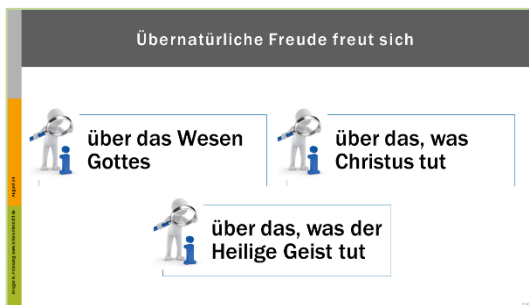 Übernatürliche Freude freut sich
über das Wesen
Gottes
über das, was
Christus tut
über das, was der
Heilige Geist tut